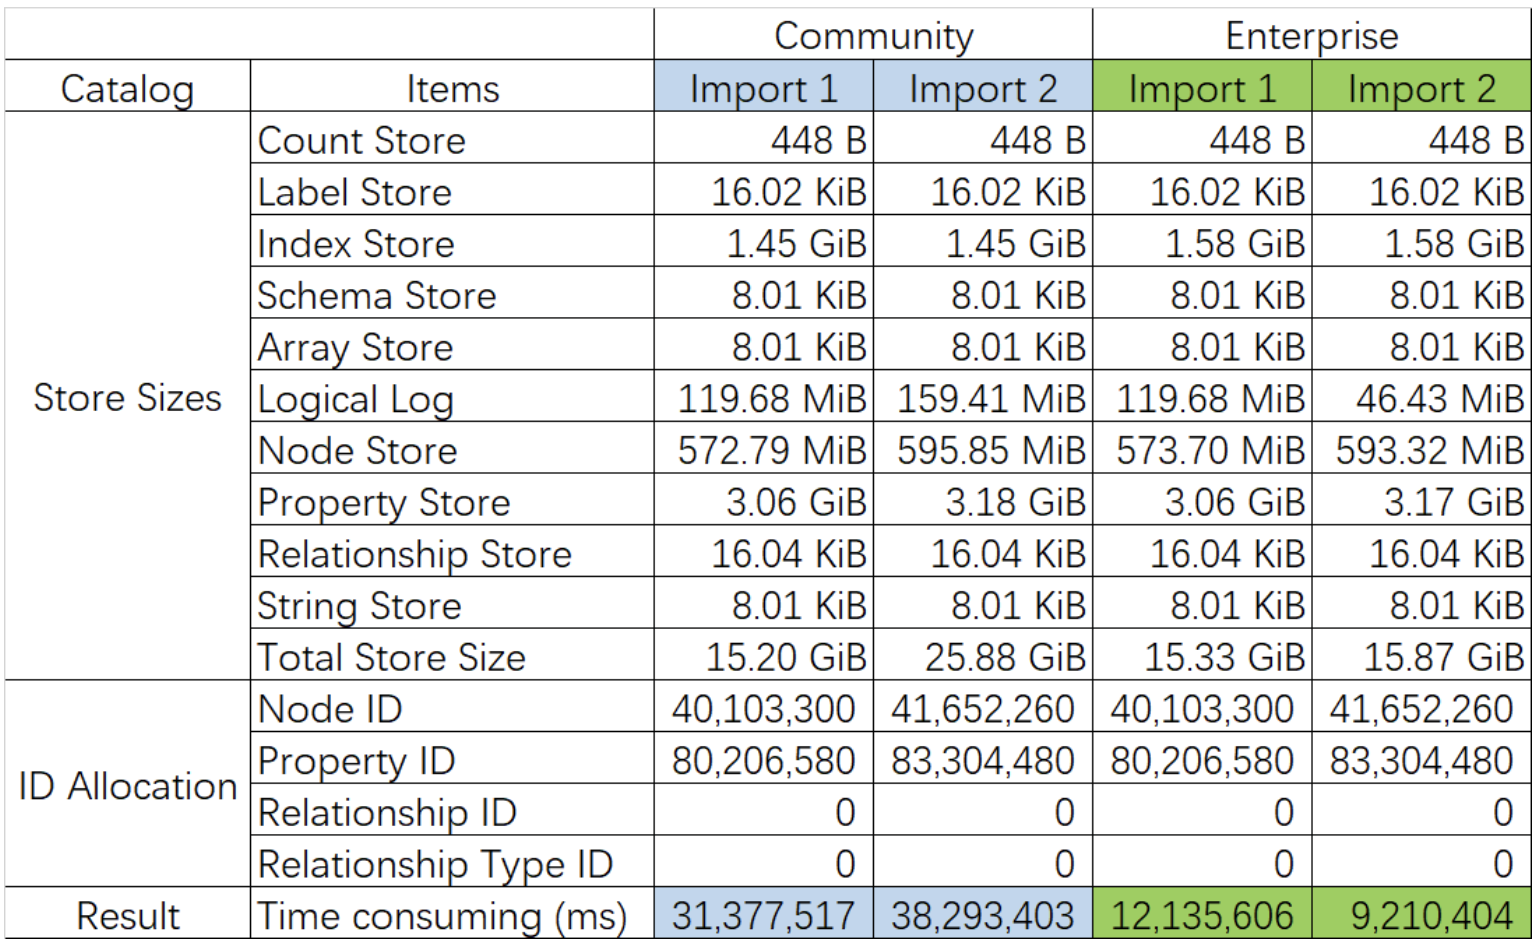 Community Enterprise
Catalog Items Import 1 Import 2 Import 1 Import 2
Count Store 448 B 448 B 448 B 448 B
Label Store 16.02 KiB 16.02 KiB 16.02 KiB 16.02 KiB
Index Store 1.45 GiB 1.45 GiB 1.58 GiB 1.58 GiB
Schema Store 8.01 KiB 8.01 KiB 8.01 KiB 8.01 KiB
Array Store 8.01 KiB 8.01 KiB 8.01 KiB 8.01 KiB
Store Sizes Logical Log 119.68 MiB 159.41 MiB 119.68 MiB 46.43 MiB
Node Store 572.79 MiB 595.85 MiB 573.70 MiB 593.32 MiB
Property Store 3.06 GiB 3.18 GiB 3.06 GiB 3.17 GiB
Relationship Store 16.04 KiB 16.04 KiB 16.04 KiB 16.04 KiB
String Store 8.01 KiB 8.01 KiB 8.01 KiB 8.01 KiB
Total Store Size 15.20 GiB 25.88 GiB 15.33 GiB 15.87 GiB
Node ID 40,103,300 41,652,260 40,103,300 41,652,260
Property ID 80,206,580 83,304,480 80,206,580 83,304,480
ID Allocation
Relationship ID 0 0 0 0
Relationship Type ID 0 0 0 0
Result Time consuming (ms) 31,377,517 38,293,403 12,135,606 9,210,404